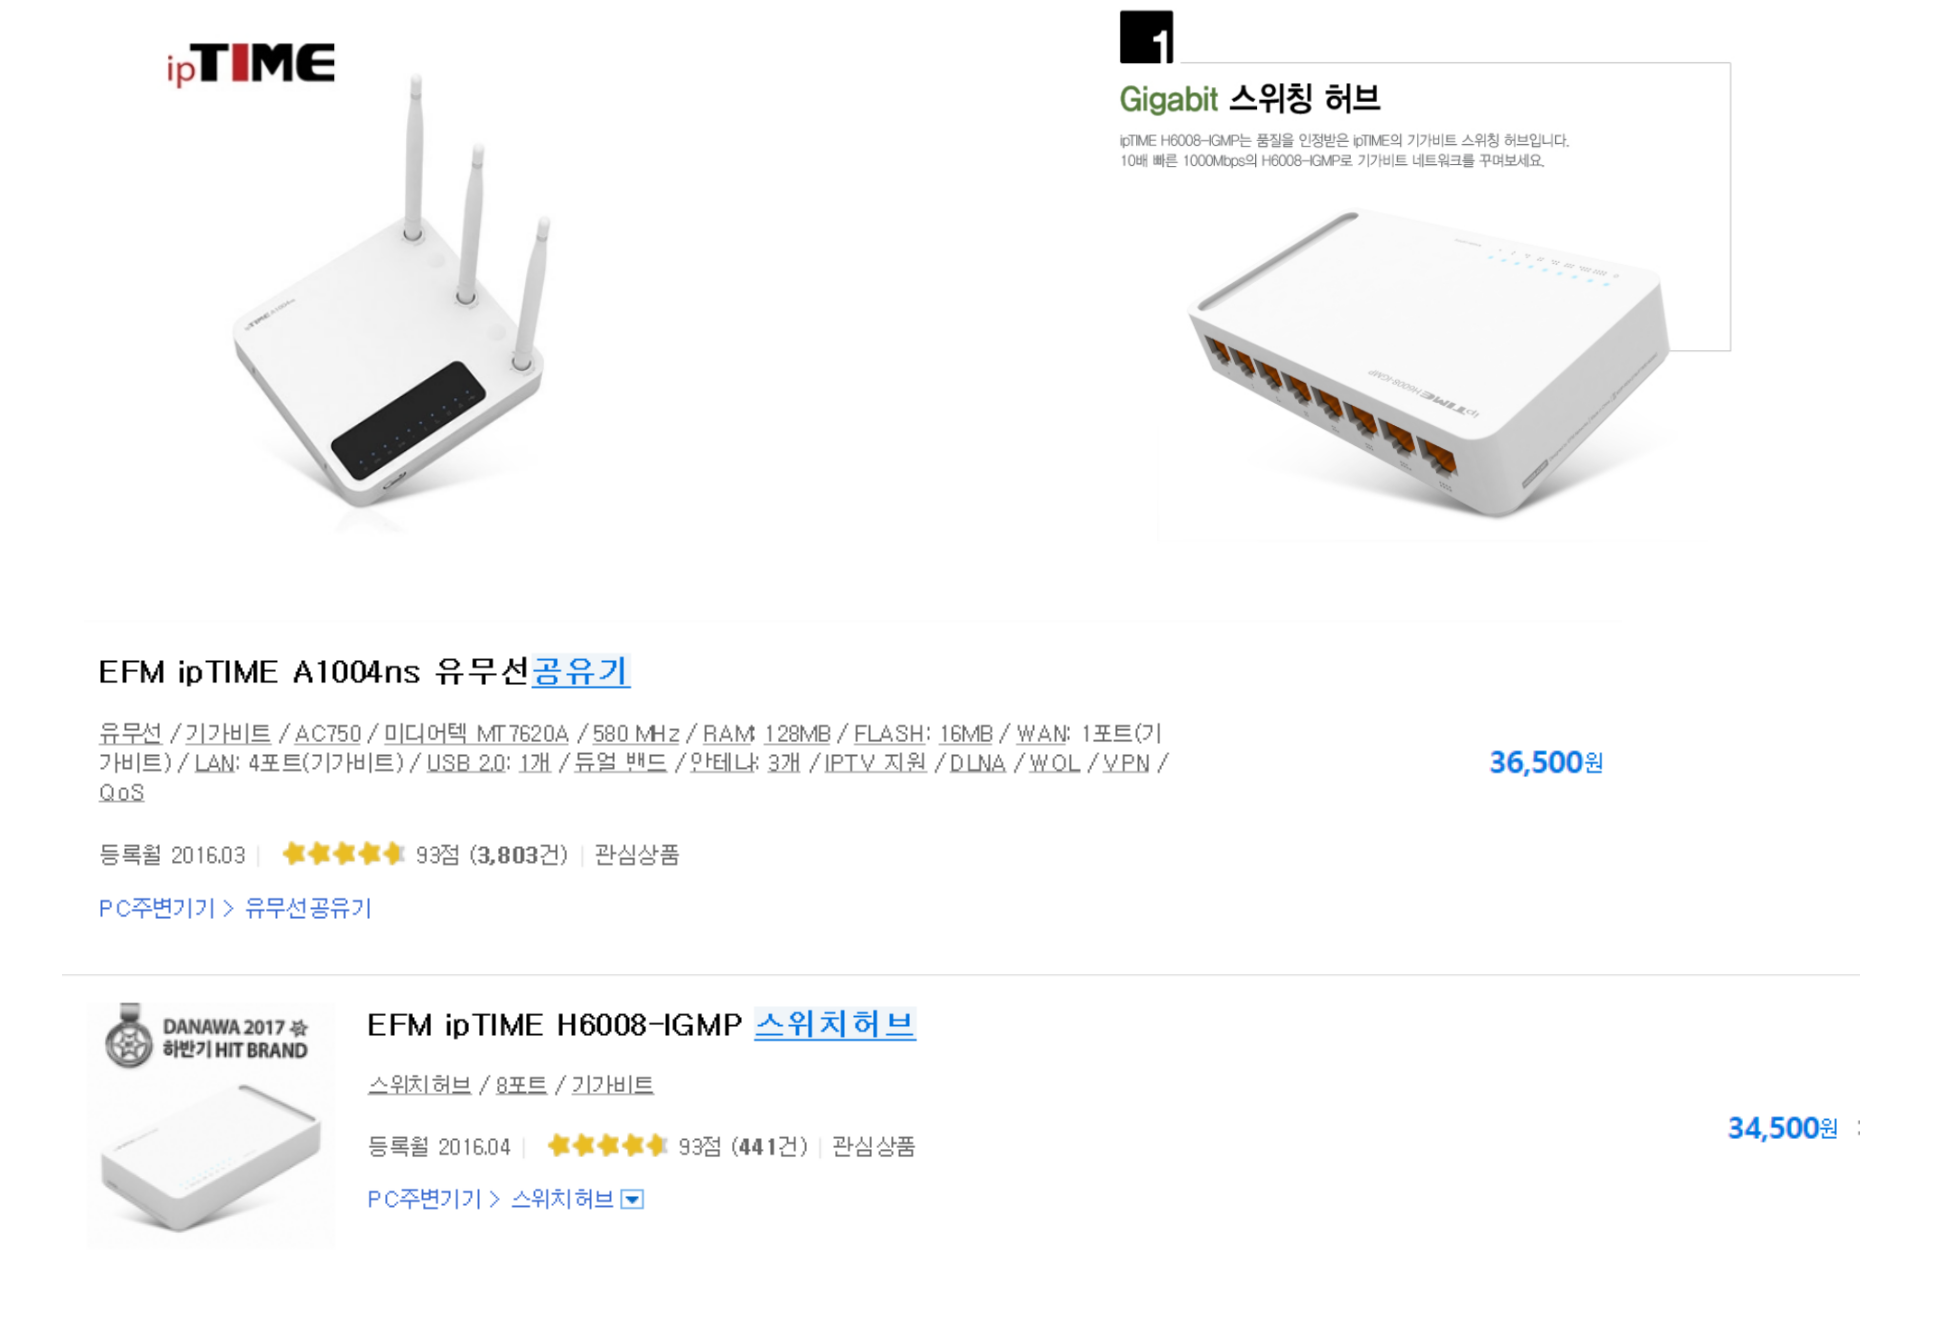 ipTIME
1
Gigabit 스위칭 허브
ipTIME H6008-IGMP는 품질을 인정받은 ipTIME의 기가비트 스위칭 허브입니다.
10배 빠른 1000Mbps의 H6008-IGMP로 기가비트 네트워크를 꾸며보세요.
ipTIME A1004ns
ipTIME H6008-IGMP
EFM ipTIME A1004ns 유무선공유기
유무선 / 기가비트 / AC750 / 미디어텍 MT7620A / 580 MHz / RAM: 128MB / FLASH: 16MB / WAN: 1포트(기
가비트) / LAN: 4포트(기가비트) / USB 2.0: 1개 / 듀얼 밴드 / 안테나: 3개 / IPTV 지원 / DLNA / WOL / VPN /
QoS
36,500원
등록월 2016.03 93점 (3,803건) 관심상품
PC주변기기 > 유무선공유기
DANAWA 2017
하반기 HIT BRAND
EFM ipTIME H6008-IGMP 스위치허브
스위치허브 / 8포트 / 기가비트
34,500원
등록월 2016.04 93점 (441건) 관심상품
PC주변기기 > 스위치허브